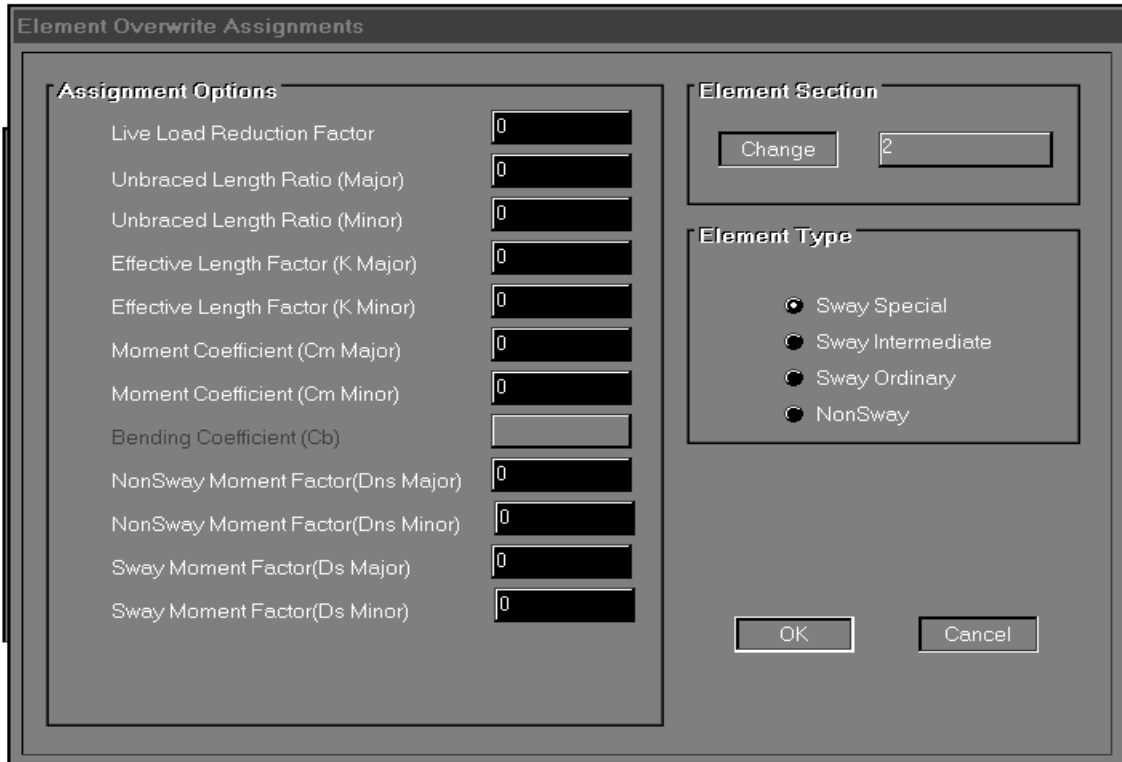 Element Overwrite Assignments
Assignment Options
Live Load Reduction Factor 0
Unbraced Length Ratio (Major) 0
Unbraced Length Ratio (Minor) 0
Effective Length Factor (K Major) 0
Effective Length Factor (K Minor) 0
Moment Coefficient (Cm Major) 0
Moment Coefficient (Cm Minor) 0
Bending Coefficient (Cb)
NonSway Moment Factor(Dns Major) 0
NonSway Moment Factor(Dns Minor) 0
Sway Moment Factor(Ds Major) 0
Sway Moment Factor(Ds Minor) 0
Element Section
Change 2
Element Type
Sway Special
Sway Intermediate
Sway Ordinary
NonSway
OK Cancel